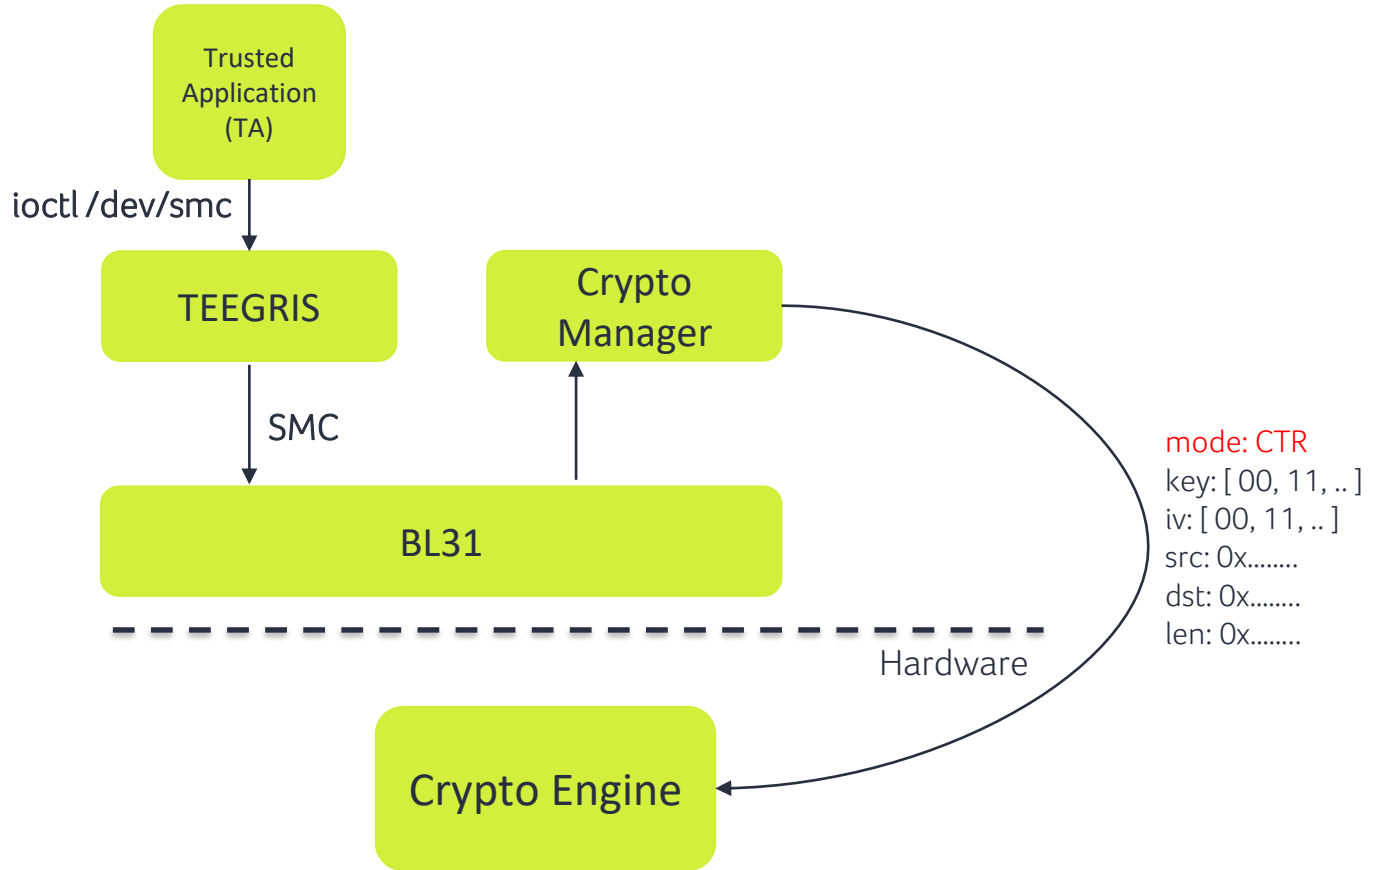 Trusted
Application
(TA)
ioctl /dev/smc
TEEGRIS
Crypto
Manager
SMC
mode: CTR
key: [ 00, 11, .. ]
iv: [ 00, 11, .. ]
src: 0x........
dst: 0x........
len: 0x........
BL31
Hardware
Crypto Engine